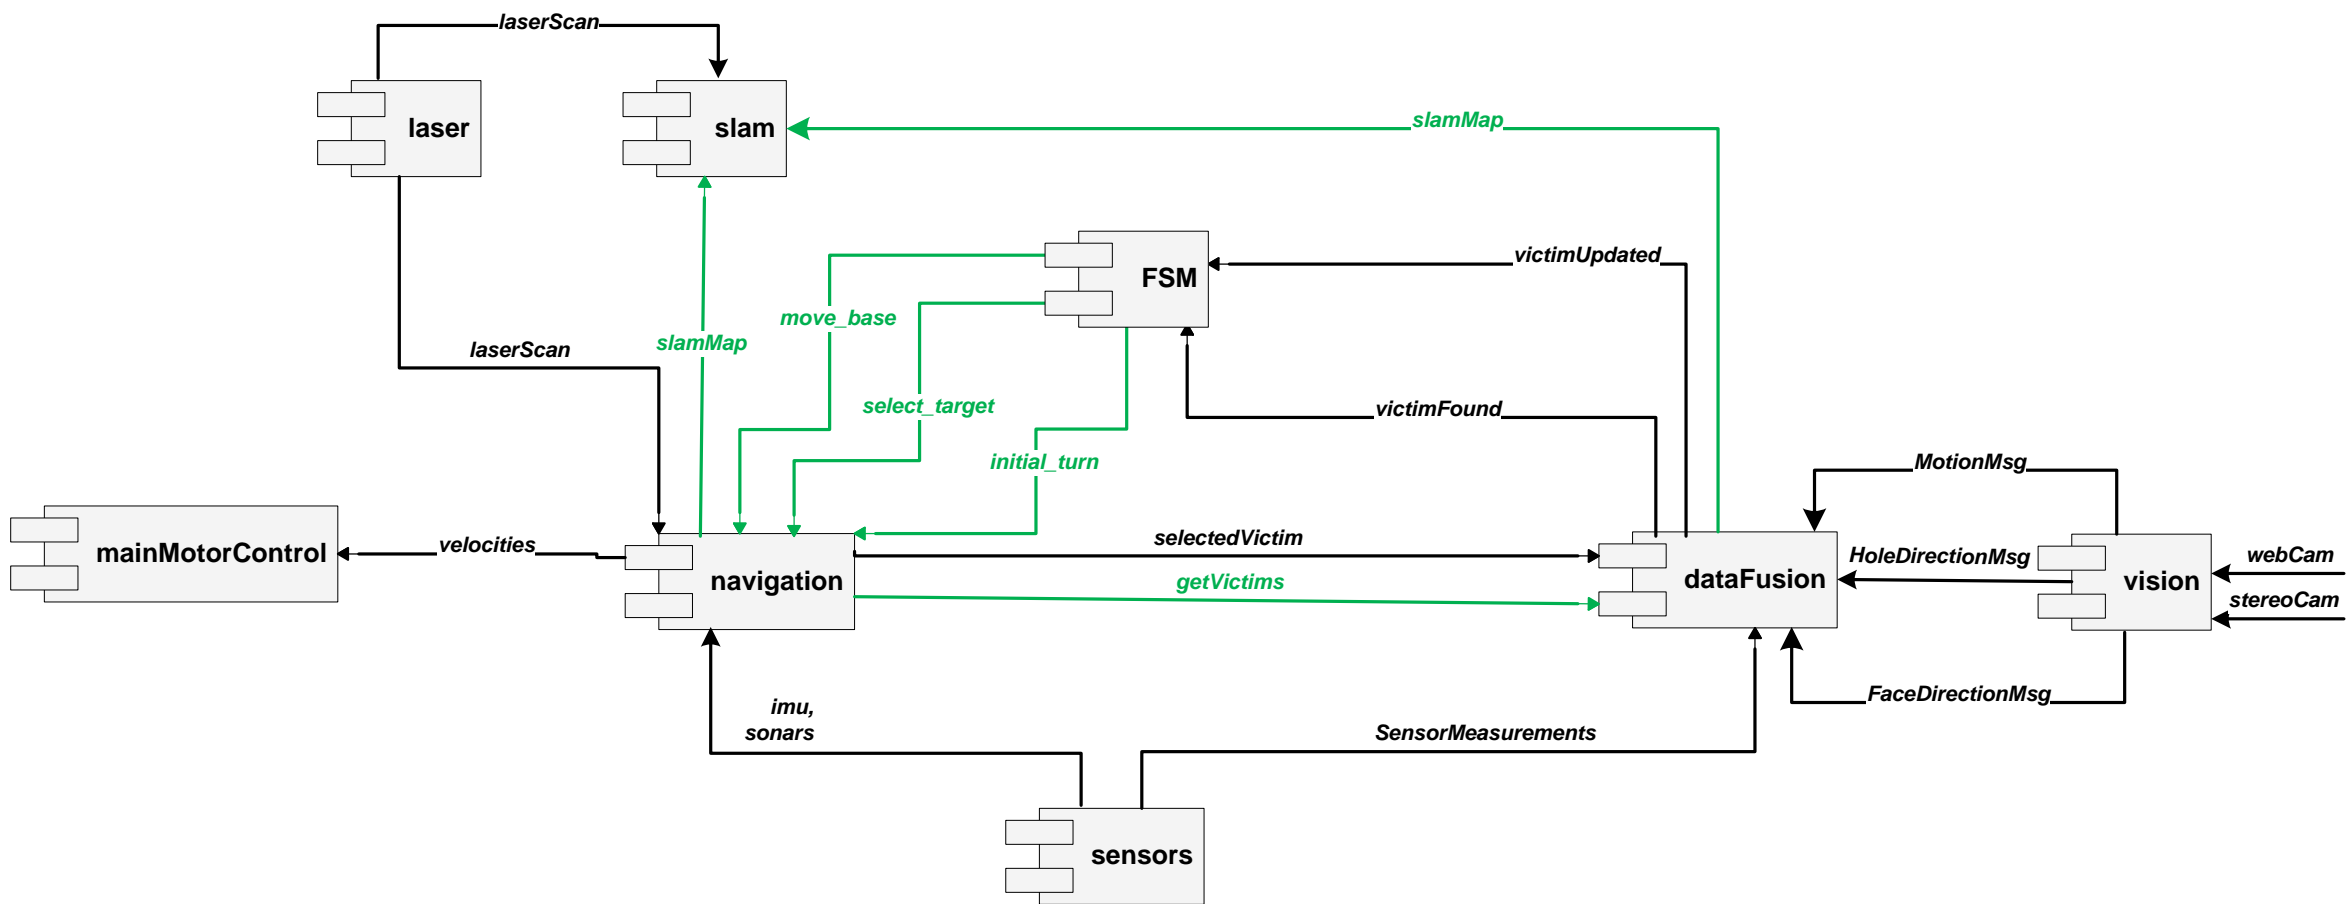 laserScan
laser
slam
slamMap
victimUpdated
FSM
move_base
slamMap
laserScan
select_target
victimFound
initial_turn
MotionMsg
velocities
selectedVictim
HoleDirectionMsg
webCam
mainMotorControl
navigation
getVictims
dataFusion
vision
stereoCam
FaceDirectionMsg
imu,
sonars
SensorMeasurements
sensors